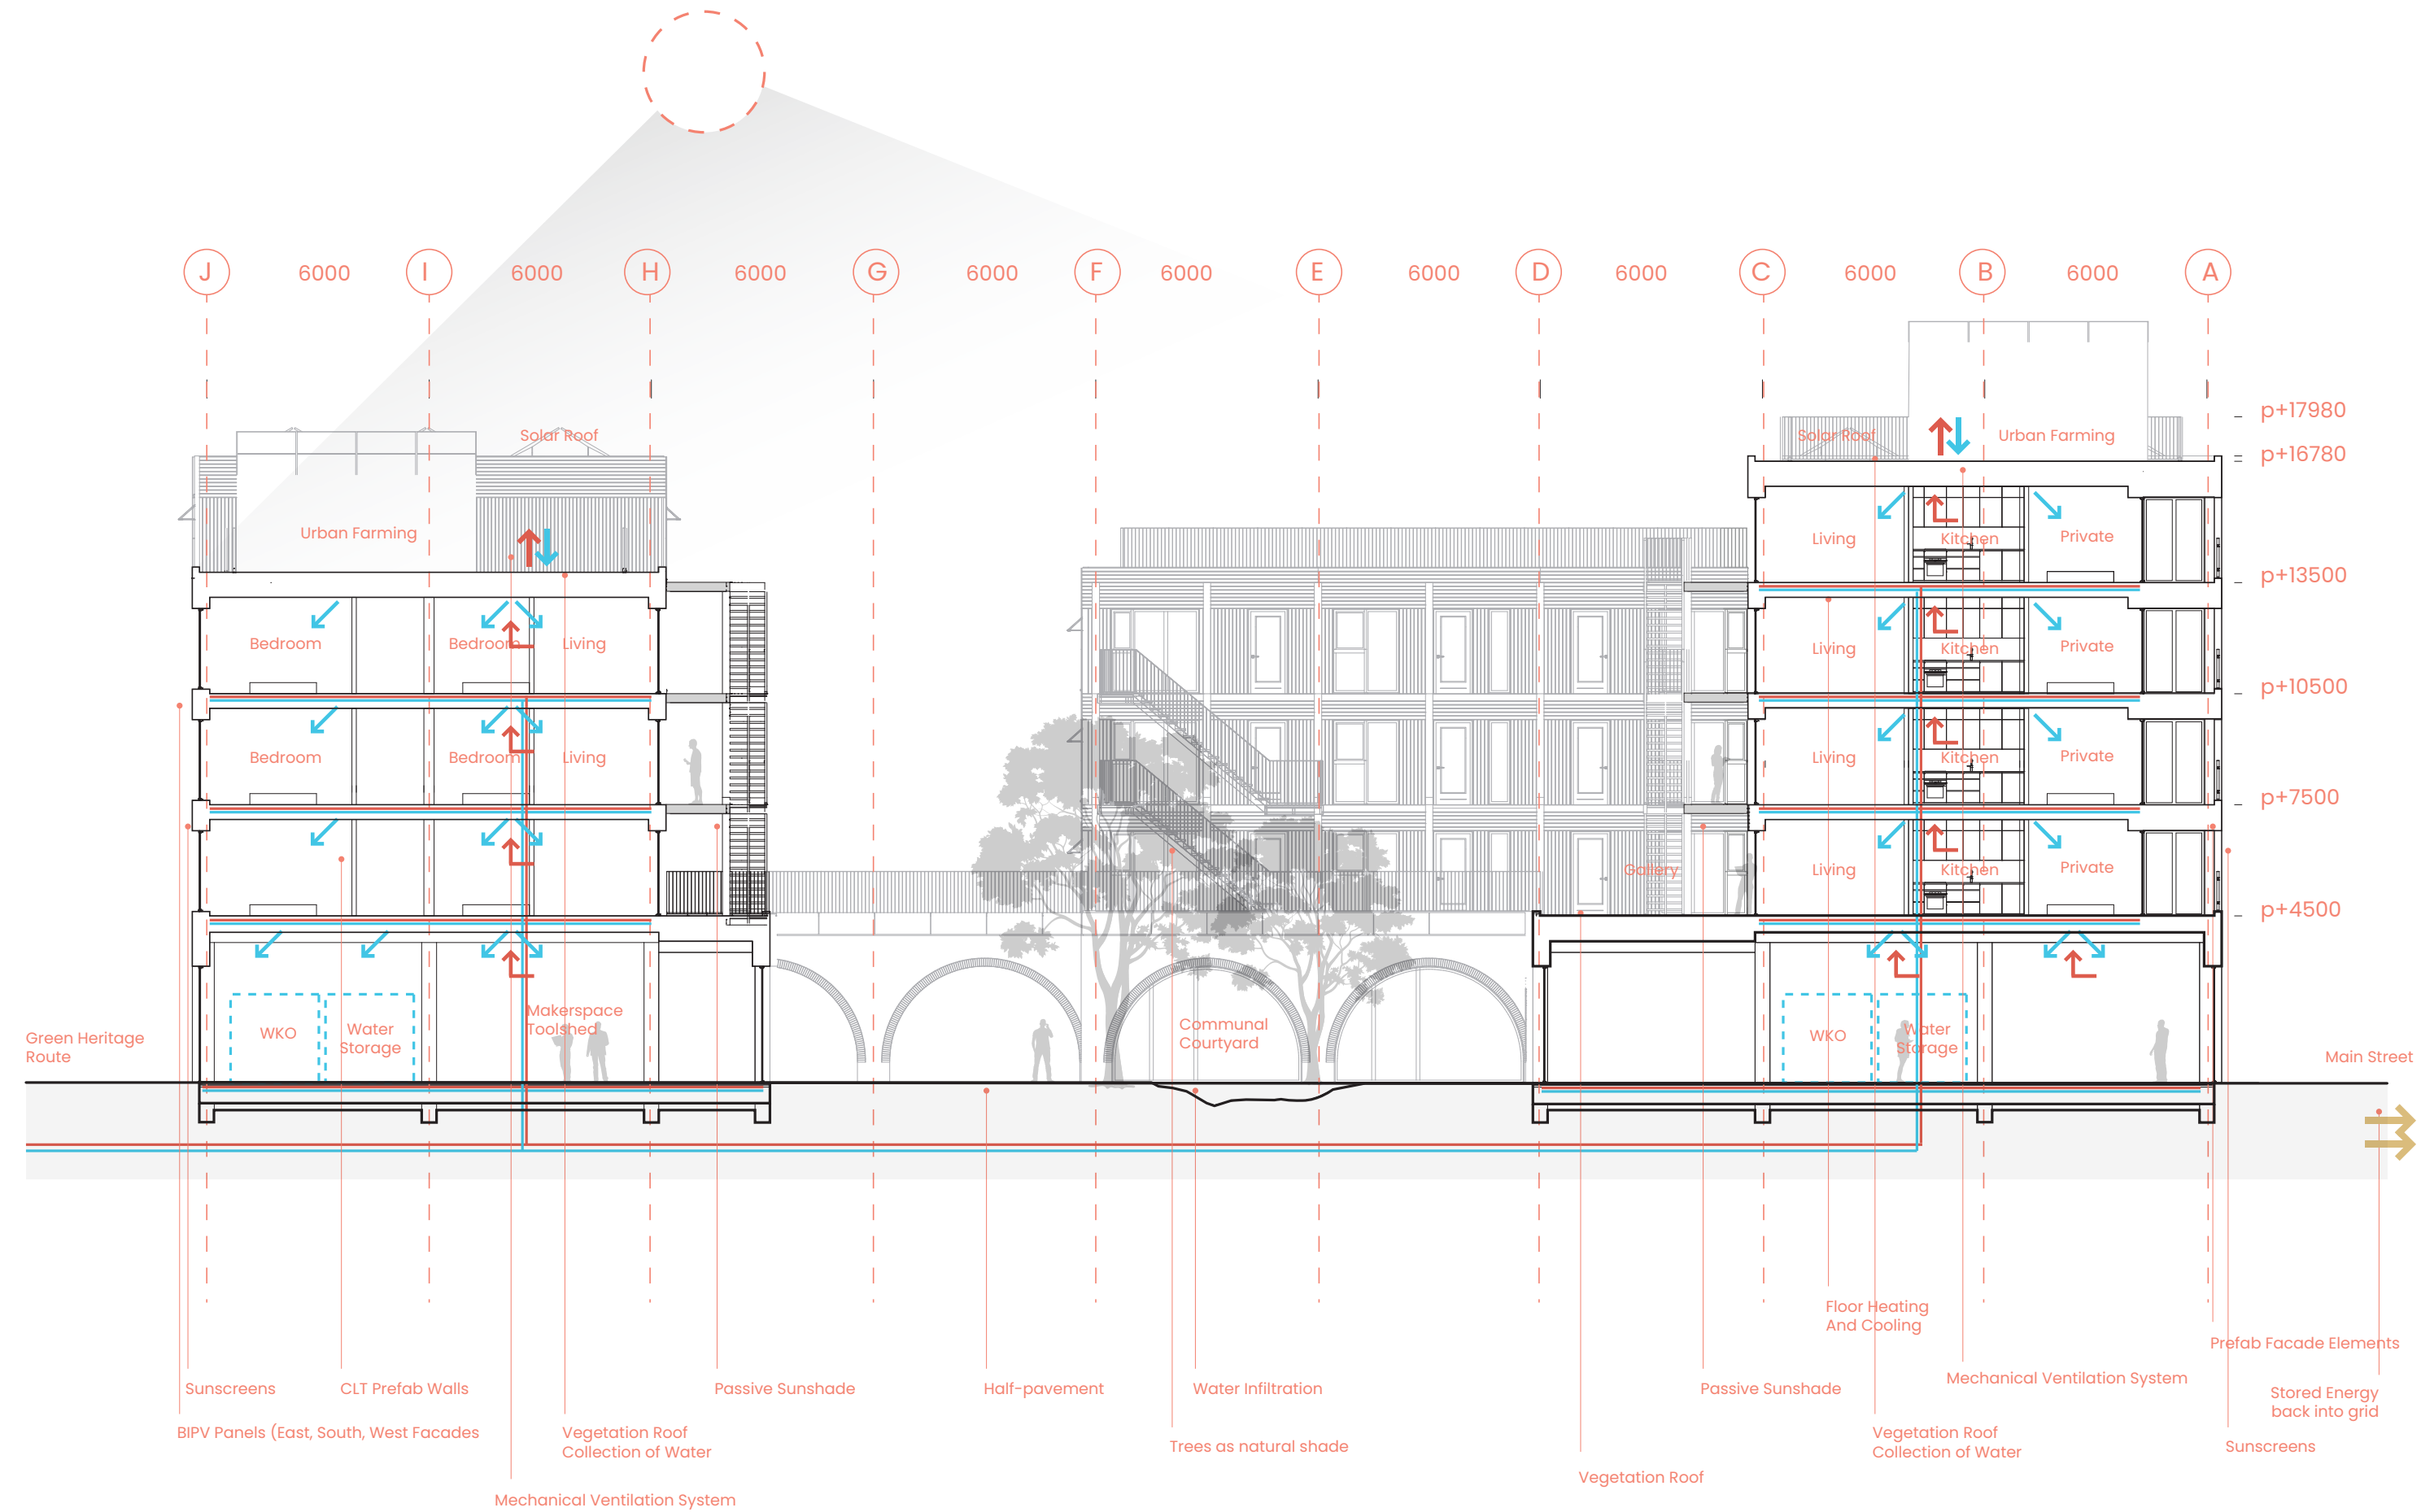 J 6000 I 6000 H 6000 G 6000 F 6000 E 6000 D 6000 C 6000 B 6000 A
p+17980
Solar Roof
Solar Roof
Urban Farming
p+16780
Urban Farming
Living
Kitchen
Private
p+13500
Bedroom
Bedroom
Living
Living
Kitchen
Private
p+10500
Bedroom
Bedroom
Living
Living
Kitchen
Private
p+7500
Gallery
Living
Kitchen
Private
p+4500
Green Heritage
Route
WKO
Water
Storage
Makerspace
Toolshed
Communal
Courtyard
WKO
Water
Storage
Main Street
Floor Heating
And Cooling
Prefab Facade Elements
Sunscreens
CLT Prefab Walls
Passive Sunshade
Half-pavement
Water Infiltration
Passive Sunshade
Mechanical Ventilation System
Stored Energy
back into grid
BIPV Panels (East, South, West Facades
Vegetation Roof
Collection of Water
Trees as natural shade
Vegetation Roof
Collection of Water
Sunscreens
Vegetation Roof
Mechanical Ventilation System